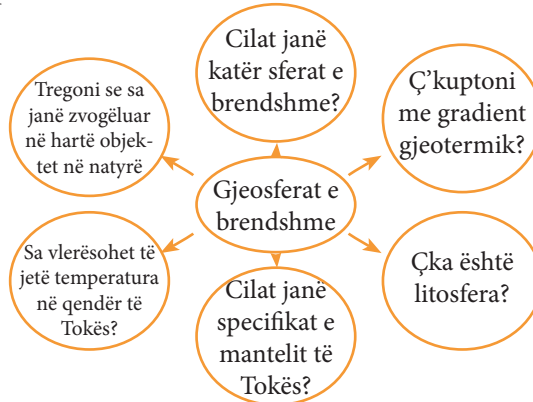 Cilat janë
katër sferat e
brendshme?
Tregoni se sa
janë zvogëluar
në hartë objek-
tet në natyrë
Ç’kuptoni
me gradient
gjeotermik?
Gjeosferat e
brendshme
Sa vlerësohet të
jetë temperatura
në qendër të
Tokës?
Çka është
litosfera?
Cilat janë
specifikat e
mantelit të
Tokës?